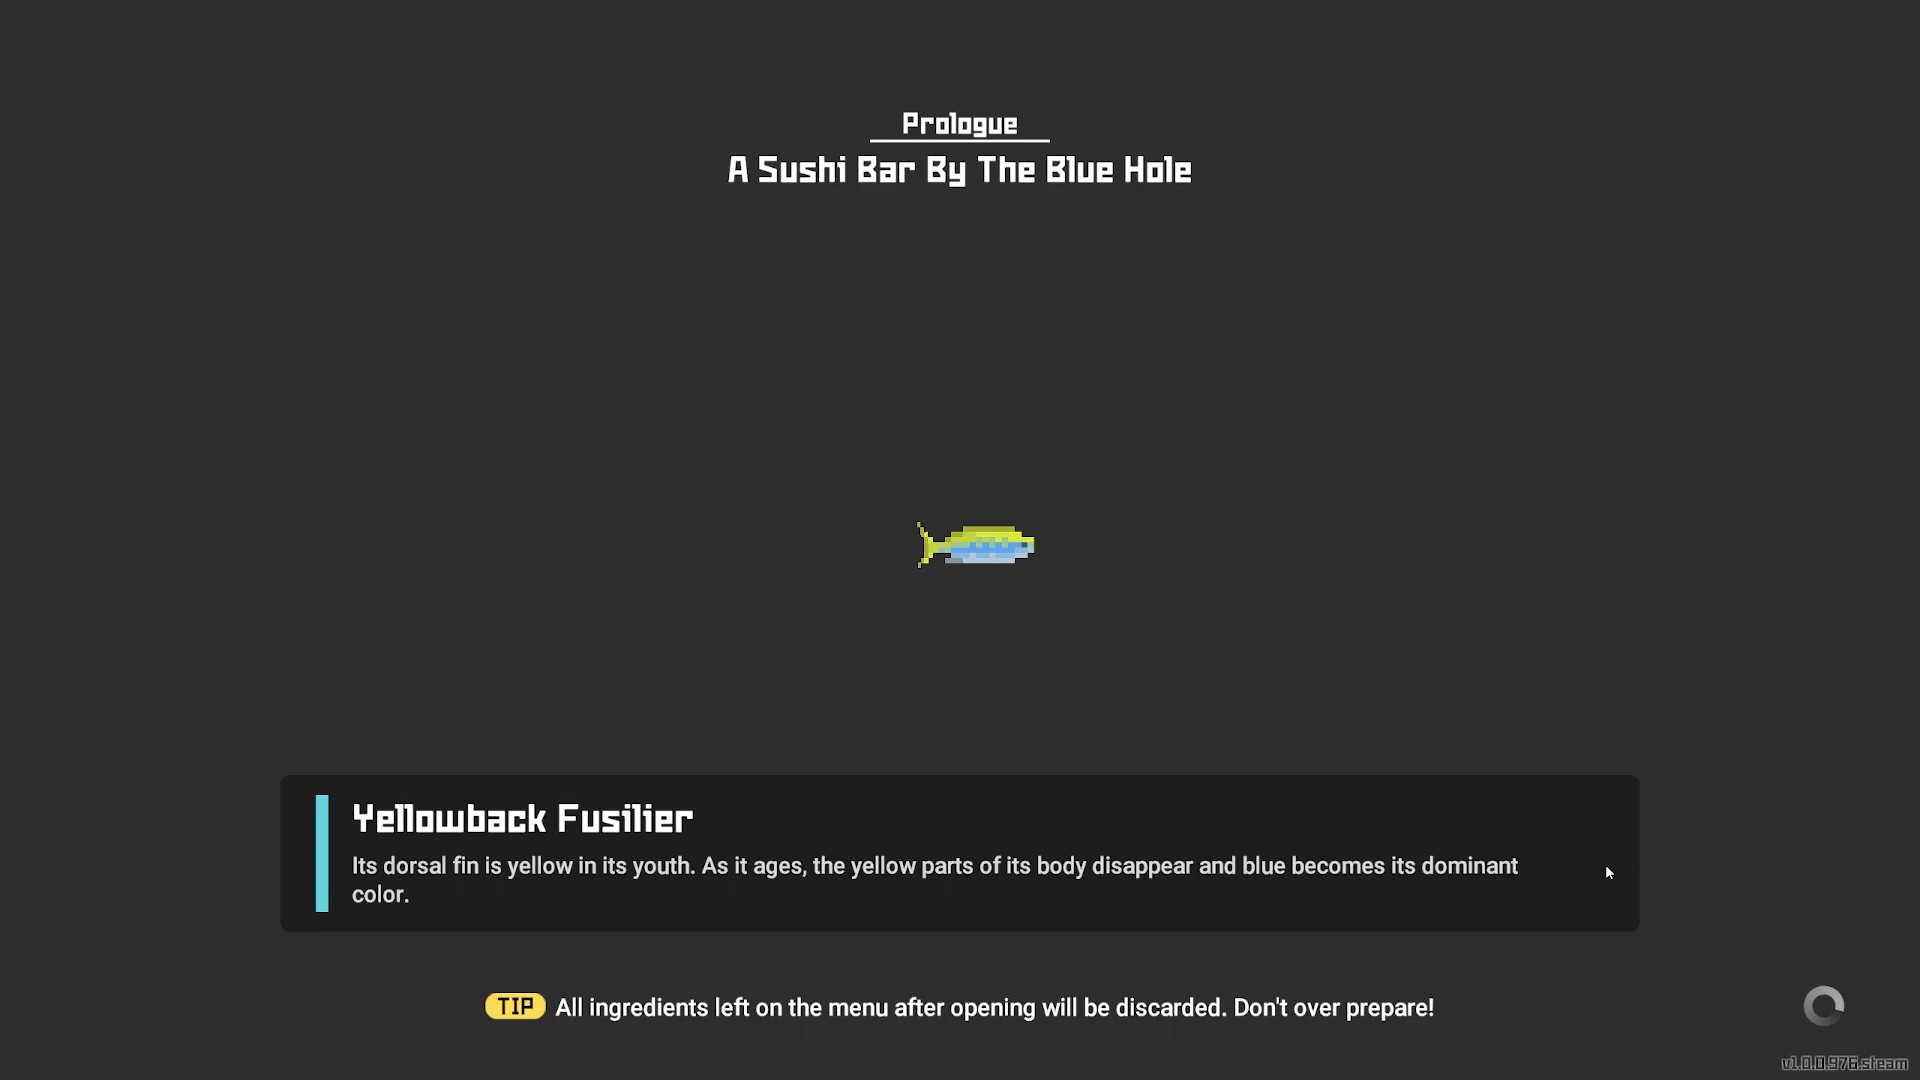 Prologue
A Sushi Bar By The Blue Hole
Yellowback Fusilier
Its dorsal fin is yellow in its youth. As it ages, the yellow parts of its body disappear and blue becomes its dominant
color.
TIP All ingredients left on the menu after opening will be discarded. Don't over prepare!
v1.0.0.976.steam